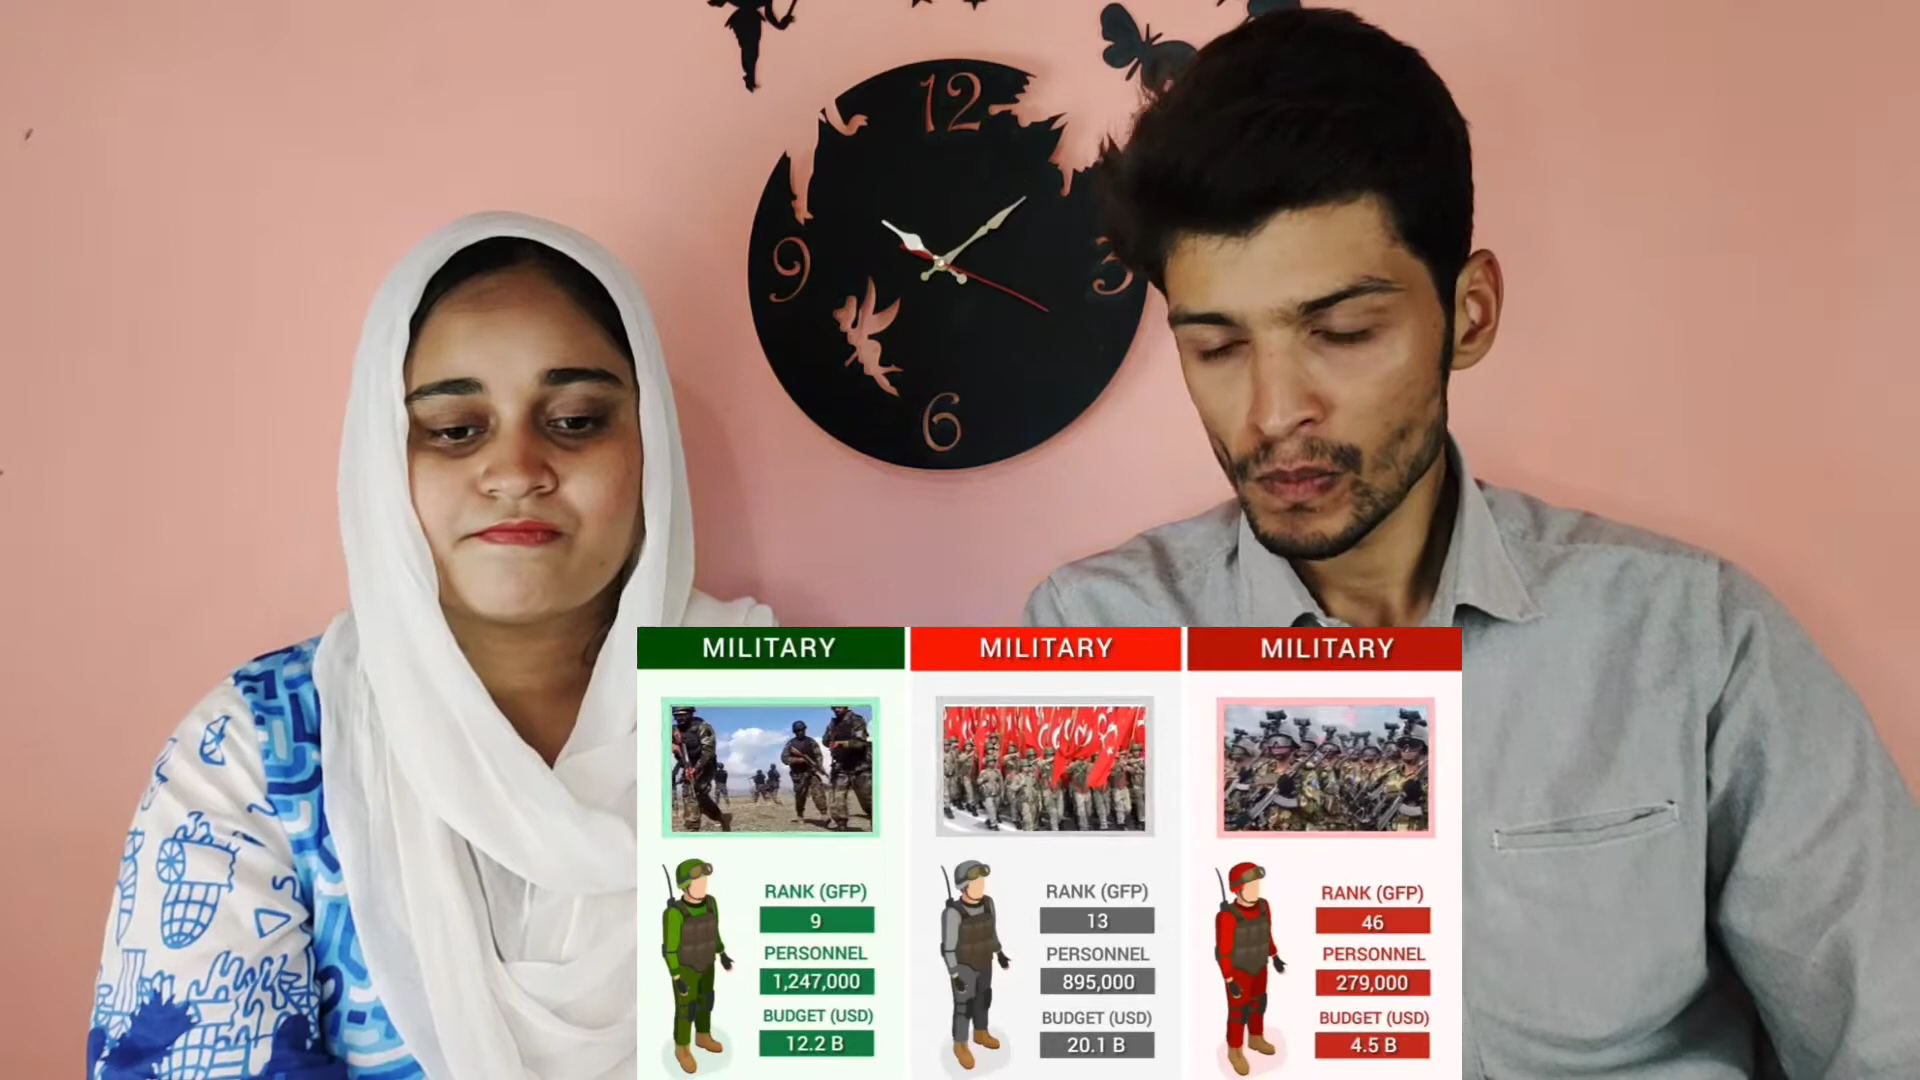 12
9
3
6
MILITARY
RANK (GFP)
9
PERSONNEL
1,247,000
BUDGET (USD)
12.2 B
MILITARY
RANK (GFP)
13
PERSONNEL
895,000
BUDGET (USD)
20.1 B
MILITARY
RANK (GFP)
46
PERSONNEL
279,000
BUDGET (USD)
4.5 B